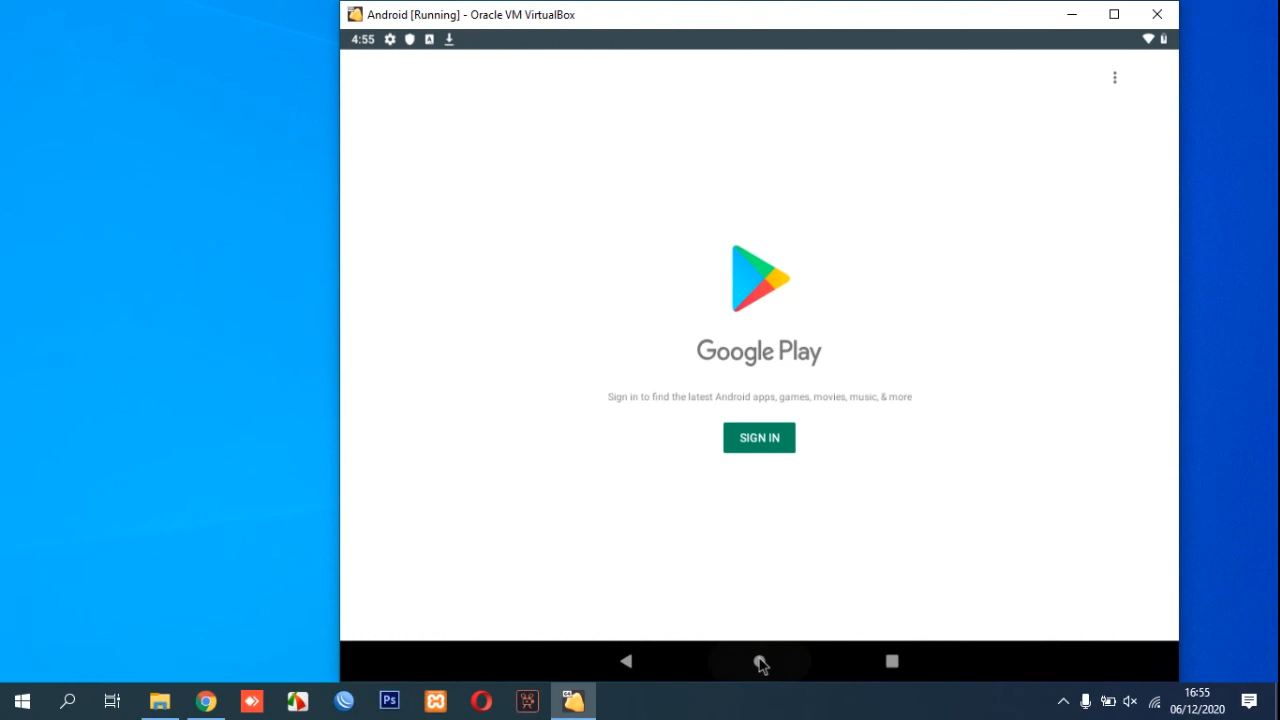 Android [Running] - Oracle VM VirtualBox
4:55
Google Play
Sign in to find the latest Android apps, games, movies, music, & more
SIGN IN
Ps
16:55
06/12/2020